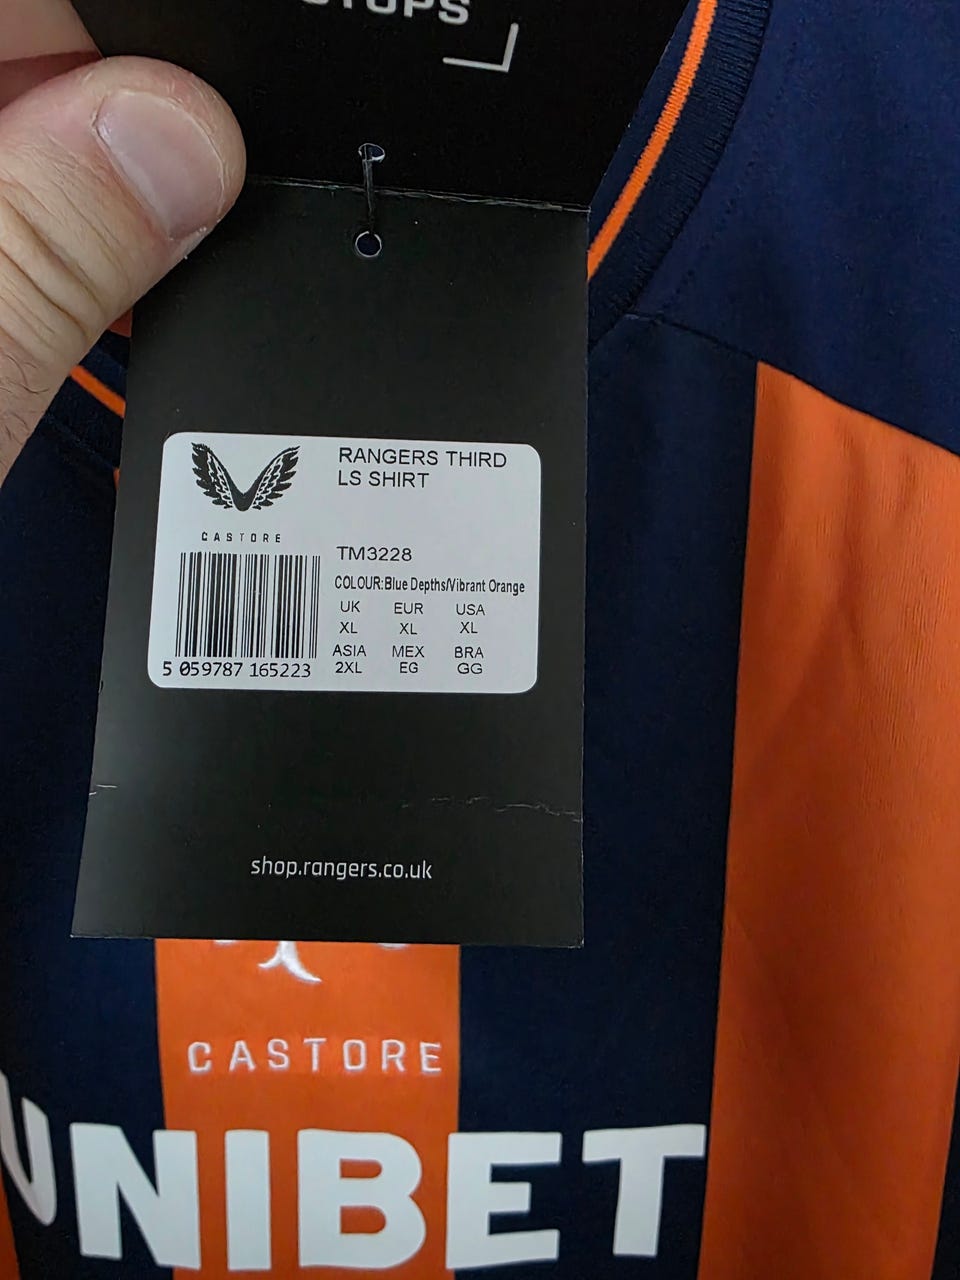 RANGERS THIRD
LS SHIRT
CASTORE
TM3228
COLOUR:Blue Depths/Vibrant Orange
UK EUR USA
XL XL XL
ASIA MEX BRA
2XL EG GG
5 059787 165223
shop.rangers.co.uk
CASTORE
UNIBET